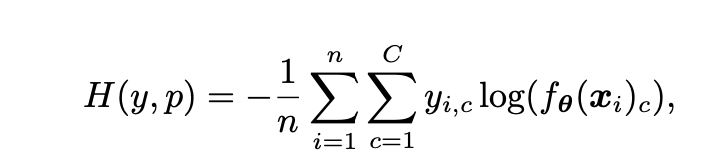 H(y, p) = -\frac{1}{n} \sum_{i=1}^{n} \sum_{c=1}^{C} y_{i,c} \log(f_{\boldsymbol{\theta}}(\boldsymbol{x}_i)_c),